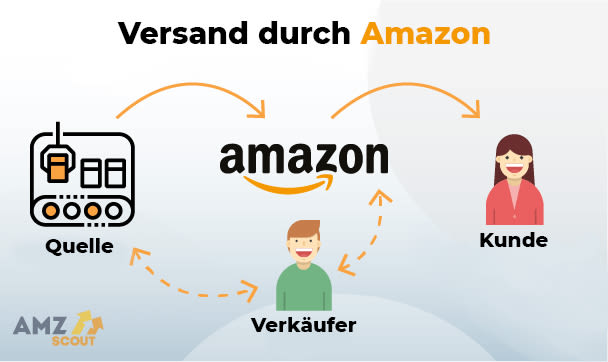 Versand durch Amazon
amazon
Quelle
Kunde
Verkäufer
AMZ
SCOUT